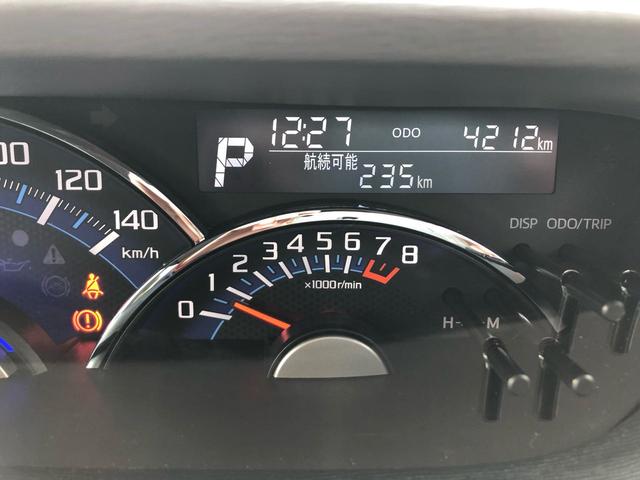 P 12:27 ODO 4212km
航続可能
235km
DISP ODO/TRIP
00 120 140
km/h
0 1 2 3 4 5 6 7 8
×1000r/min
H- M